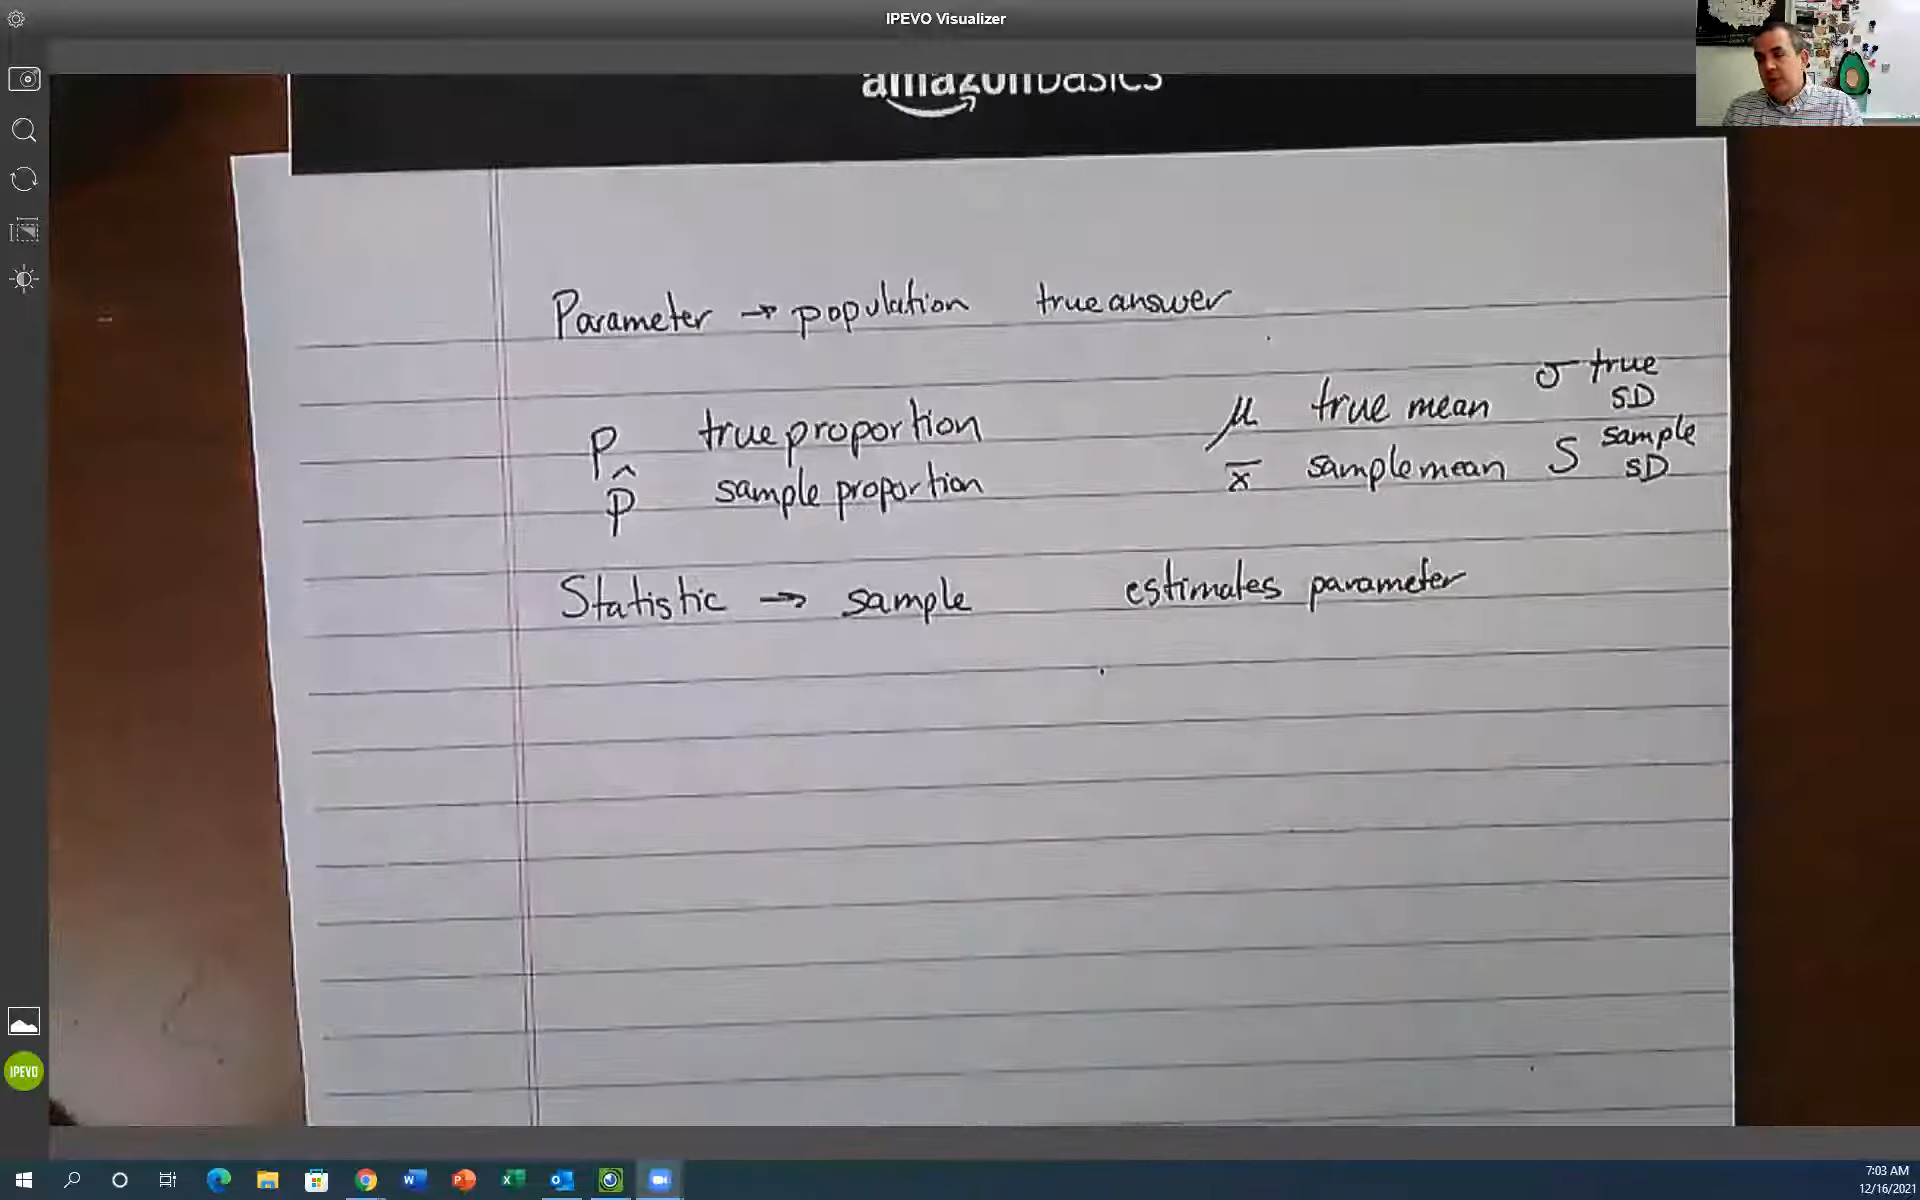 IPEVO Visualizer
amazonbasics
Parameter → population true answer
σ true SD
p true proportion μ true mean
S sample SD
p̂ sample proportion x̄ sample mean
Statistic → sample estimates parameter
IPEVO
7:03 AM
12/16/2021